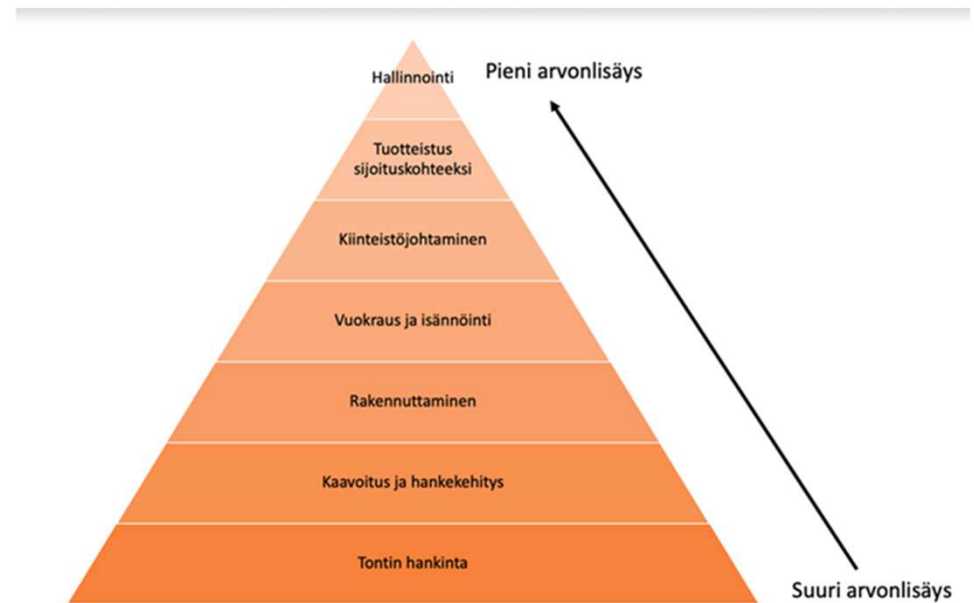 Hallinnointi
Pieni arvonlisäys
Tuotteistus
sijoituskohteeksi
Kiinteistöjohtaminen
Vuokraus ja isännöinti
Rakennuttaminen
Kaavoitus ja hankekehitys
Tontin hankinta
Suuri arvonlisäys